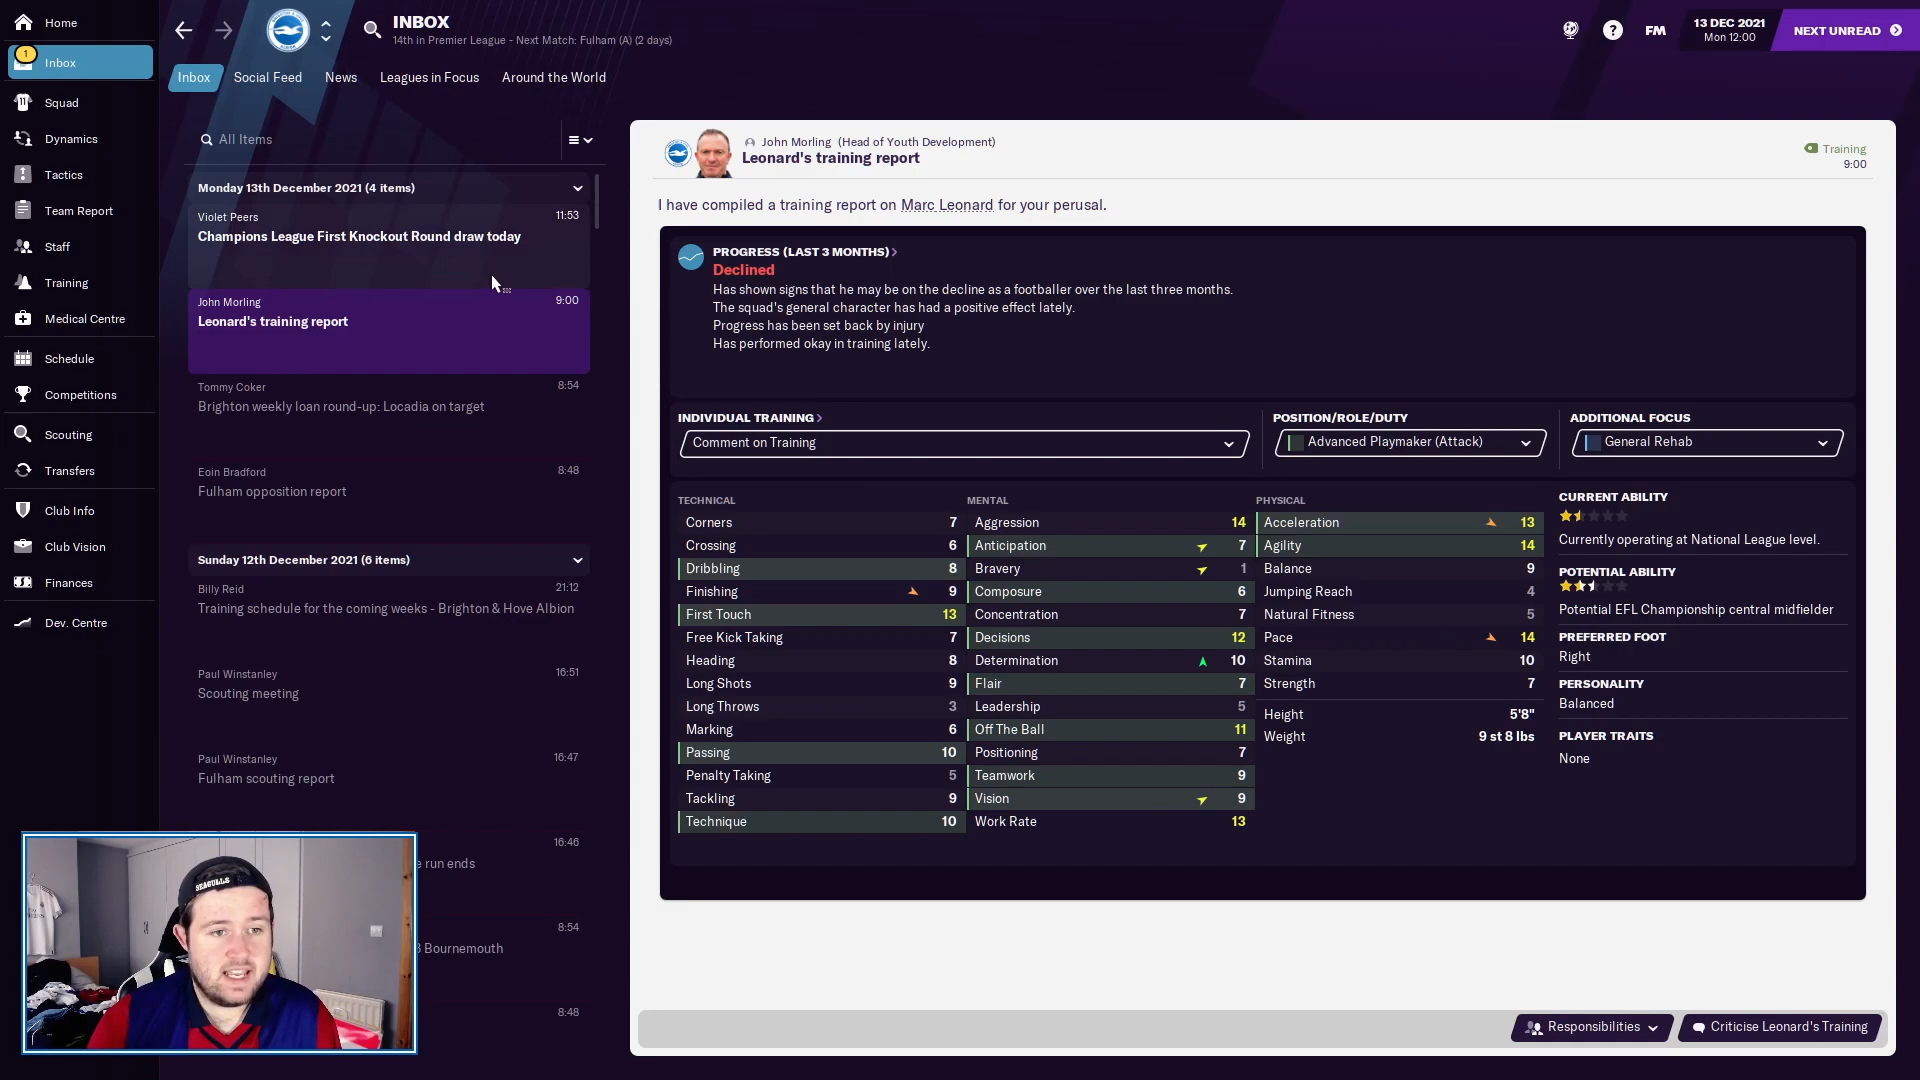 Home
1
Inbox
Squad
Dynamics
Tactics
Team Report
Staff
Training
Medical Centre
Schedule
Competitions
Scouting
Transfers
Club Info
Club Vision
Finances
Dev. Centre
INBOX
14th in Premier League - Next Match: Fulham (A) (2 days)
FM
13 DEC 2021
Mon 12:00
NEXT UNREAD
Inbox
Social Feed
News
Leagues in Focus
Around the World
All Items
Monday 13th December 2021 (4 items)
Violet Peers 11:53
Champions League First Knockout Round draw today
John Morling 9:00
Leonard's training report
Tommy Coker 8:54
Brighton weekly loan round-up: Locadia on target
Eoin Bradford 8:48
Fulham opposition report
Sunday 12th December 2021 (6 items)
Billy Reid 21:12
Training schedule for the coming weeks - Brighton & Hove Albion
Paul Winstanley 16:51
Scouting meeting
Paul Winstanley 16:47
Fulham scouting report
16:46
run ends
8:54
Bournemouth
8:48
SEAGULLS
John Morling (Head of Youth Development)
Leonard's training report
Training
9:00
I have compiled a training report on Marc Leonard for your perusal.
PROGRESS (LAST 3 MONTHS)
Declined
Has shown signs that he may be on the decline as a footballer over the last three months.
The squad's general character has had a positive effect lately.
Progress has been set back by injury
Has performed okay in training lately.
INDIVIDUAL TRAINING
Comment on Training
POSITION/ROLE/DUTY
Advanced Playmaker (Attack)
ADDITIONAL FOCUS
General Rehab
TECHNICAL
Corners 7
Crossing 6
Dribbling 8
Finishing 9
First Touch 13
Free Kick Taking 7
Heading 8
Long Shots 9
Long Throws 3
Marking 6
Passing 10
Penalty Taking 5
Tackling 9
Technique 10
MENTAL
Aggression 14
Anticipation 7
Bravery 1
Composure 6
Concentration 7
Decisions 12
Determination 10
Flair 7
Leadership 5
Off The Ball 11
Positioning 7
Teamwork 9
Vision 9
Work Rate 13
PHYSICAL
Acceleration 13
Agility 14
Balance 9
Jumping Reach 4
Natural Fitness 5
Pace 14
Stamina 10
Strength 7
Height 5'8"
Weight 9 st 8 lbs
CURRENT ABILITY
Currently operating at National League level.
POTENTIAL ABILITY
Potential EFL Championship central midfielder
PREFERRED FOOT
Right
PERSONALITY
Balanced
PLAYER TRAITS
None
Responsibilities
Criticise Leonard's Training